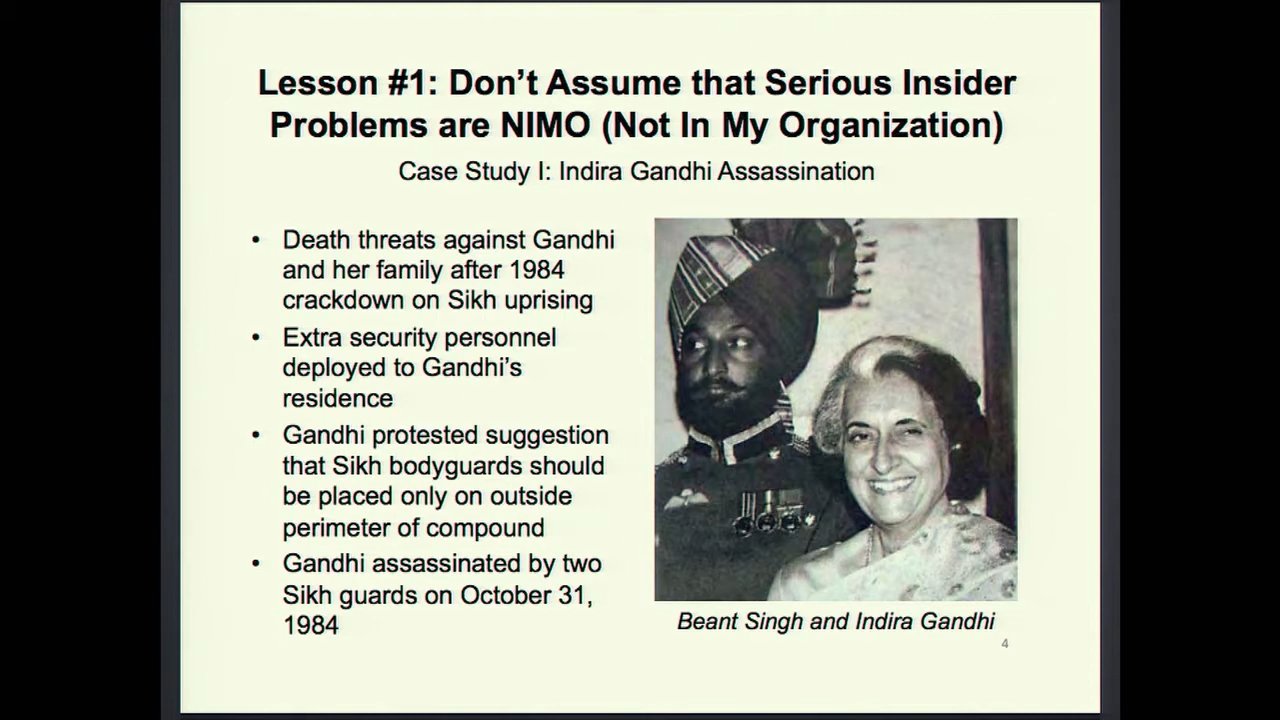 Lesson #1: Don’t Assume that Serious Insider
Problems are NIMO (Not In My Organization)
Case Study I: Indira Gandhi Assassination
• Death threats against Gandhi
and her family after 1984
crackdown on Sikh uprising
• Extra security personnel
deployed to Gandhi’s
residence
• Gandhi protested suggestion
that Sikh bodyguards should
be placed only on outside
perimeter of compound
• Gandhi assassinated by two
Sikh guards on October 31,
1984
Beant Singh and Indira Gandhi
4